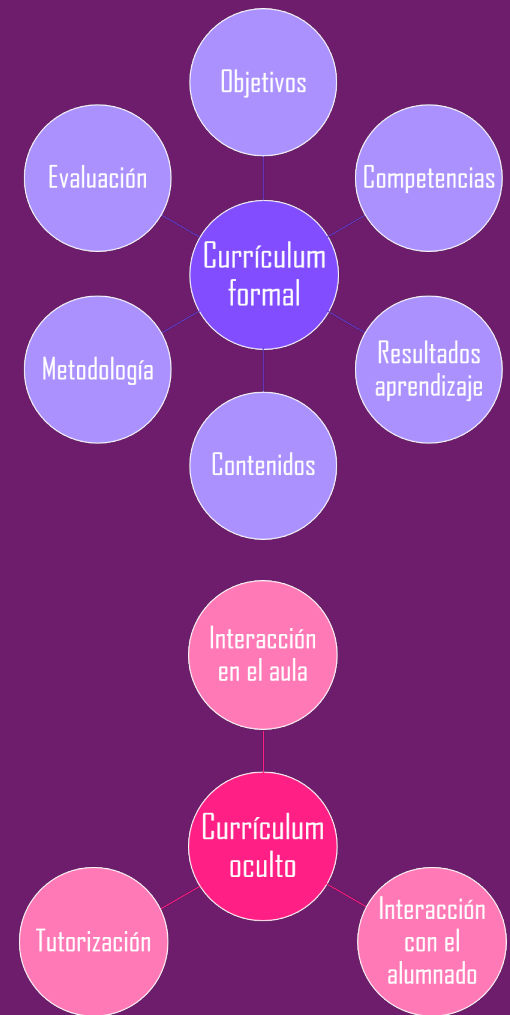 Objetivos
Evaluación
Competencias
Currículum
formal
Metodología
Resultados
aprendizaje
Contenidos
Interacción
en el aula
Currículum
oculto
Tutorización
Interacción
con el
alumnado